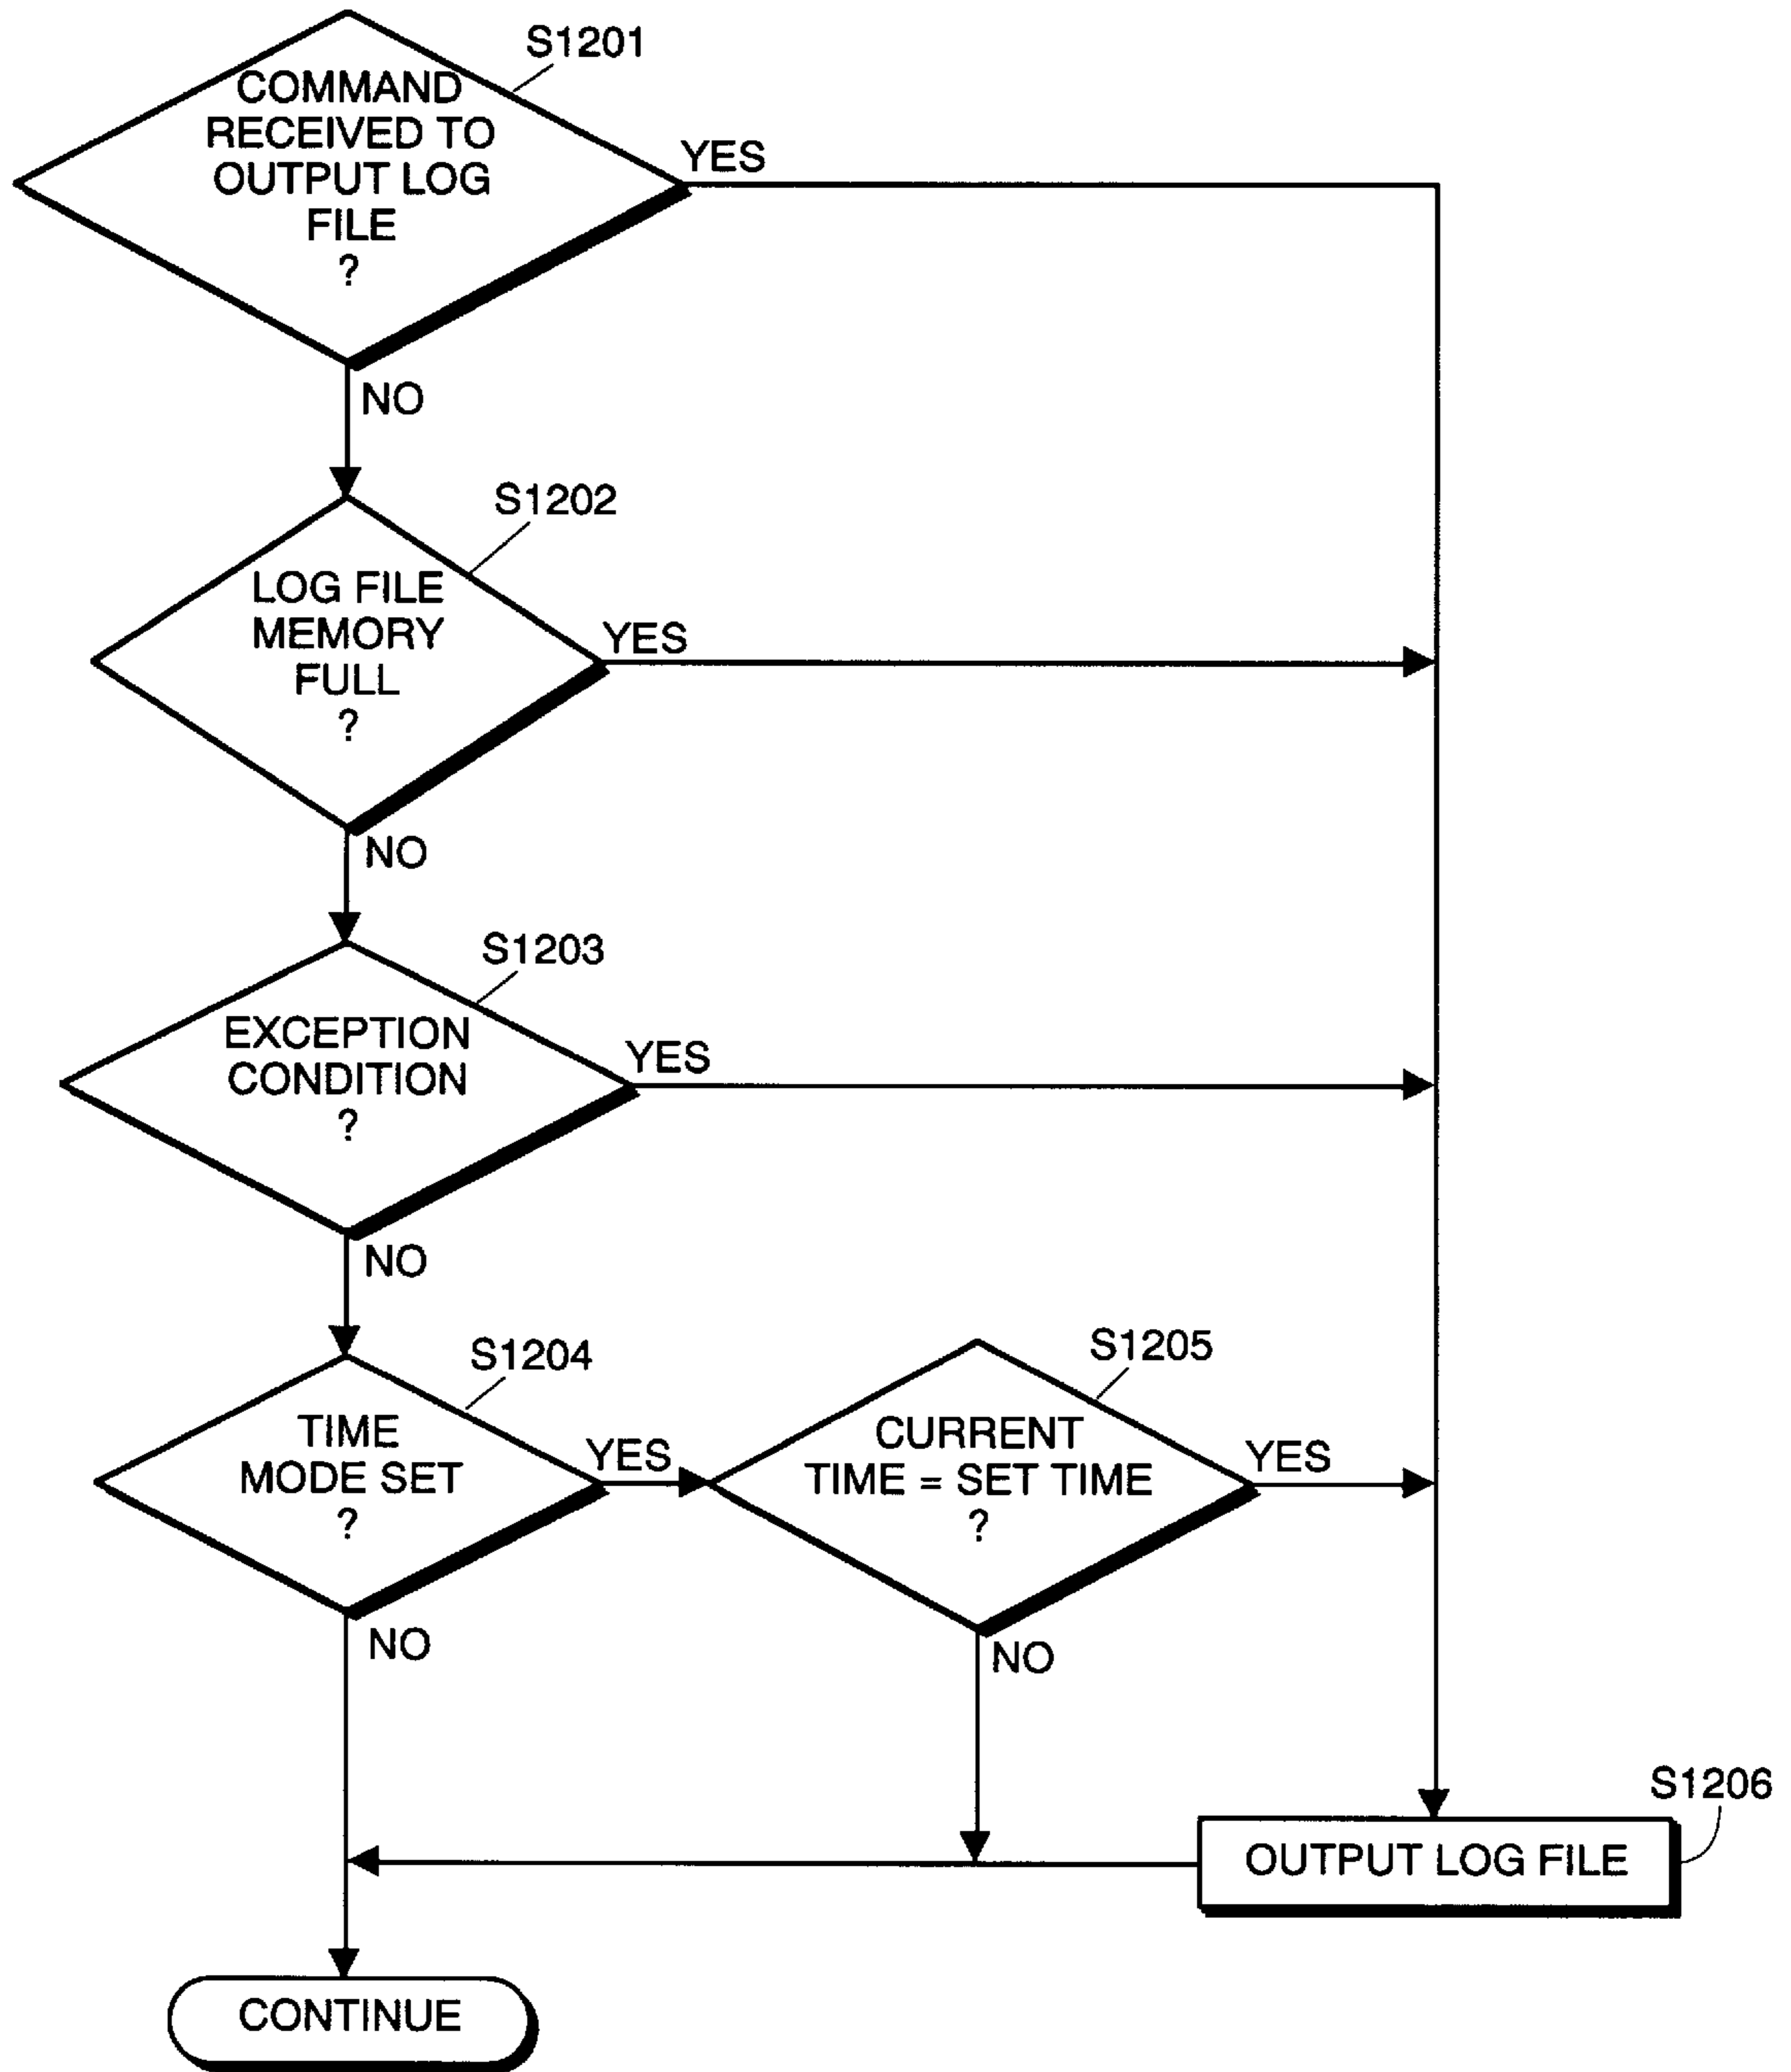 S1201
COMMAND
RECEIVED TO
OUTPUT LOG
FILE
?
YES
NO
S1202
LOG FILE
MEMORY
FULL
?
YES
NO
S1203
EXCEPTION
CONDITION
?
YES
NO
S1204
TIME
MODE SET
?
YES
NO
S1205
CURRENT
TIME = SET TIME
?
YES
NO
S1206
OUTPUT LOG FILE
CONTINUE